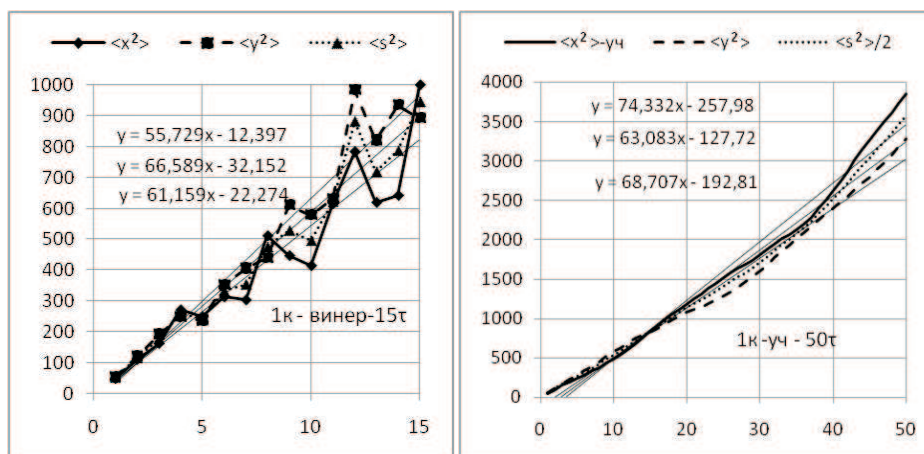 <x²> <y²> <s²>
1000
900
800
700
600
500
400
300
200
100
0
y = 55,729x - 12,397
y = 66,589x - 32,152
y = 61,159x - 22,274
1к - винер-15τ
0 5 10 15
<x²>-уч <y²> <s²>/2
4000
3500
3000
2500
2000
1500
1000
500
0
y = 74,332x - 257,98
y = 63,083x - 127,72
y = 68,707x - 192,81
1к -уч - 50τ
0 10 20 30 40 50